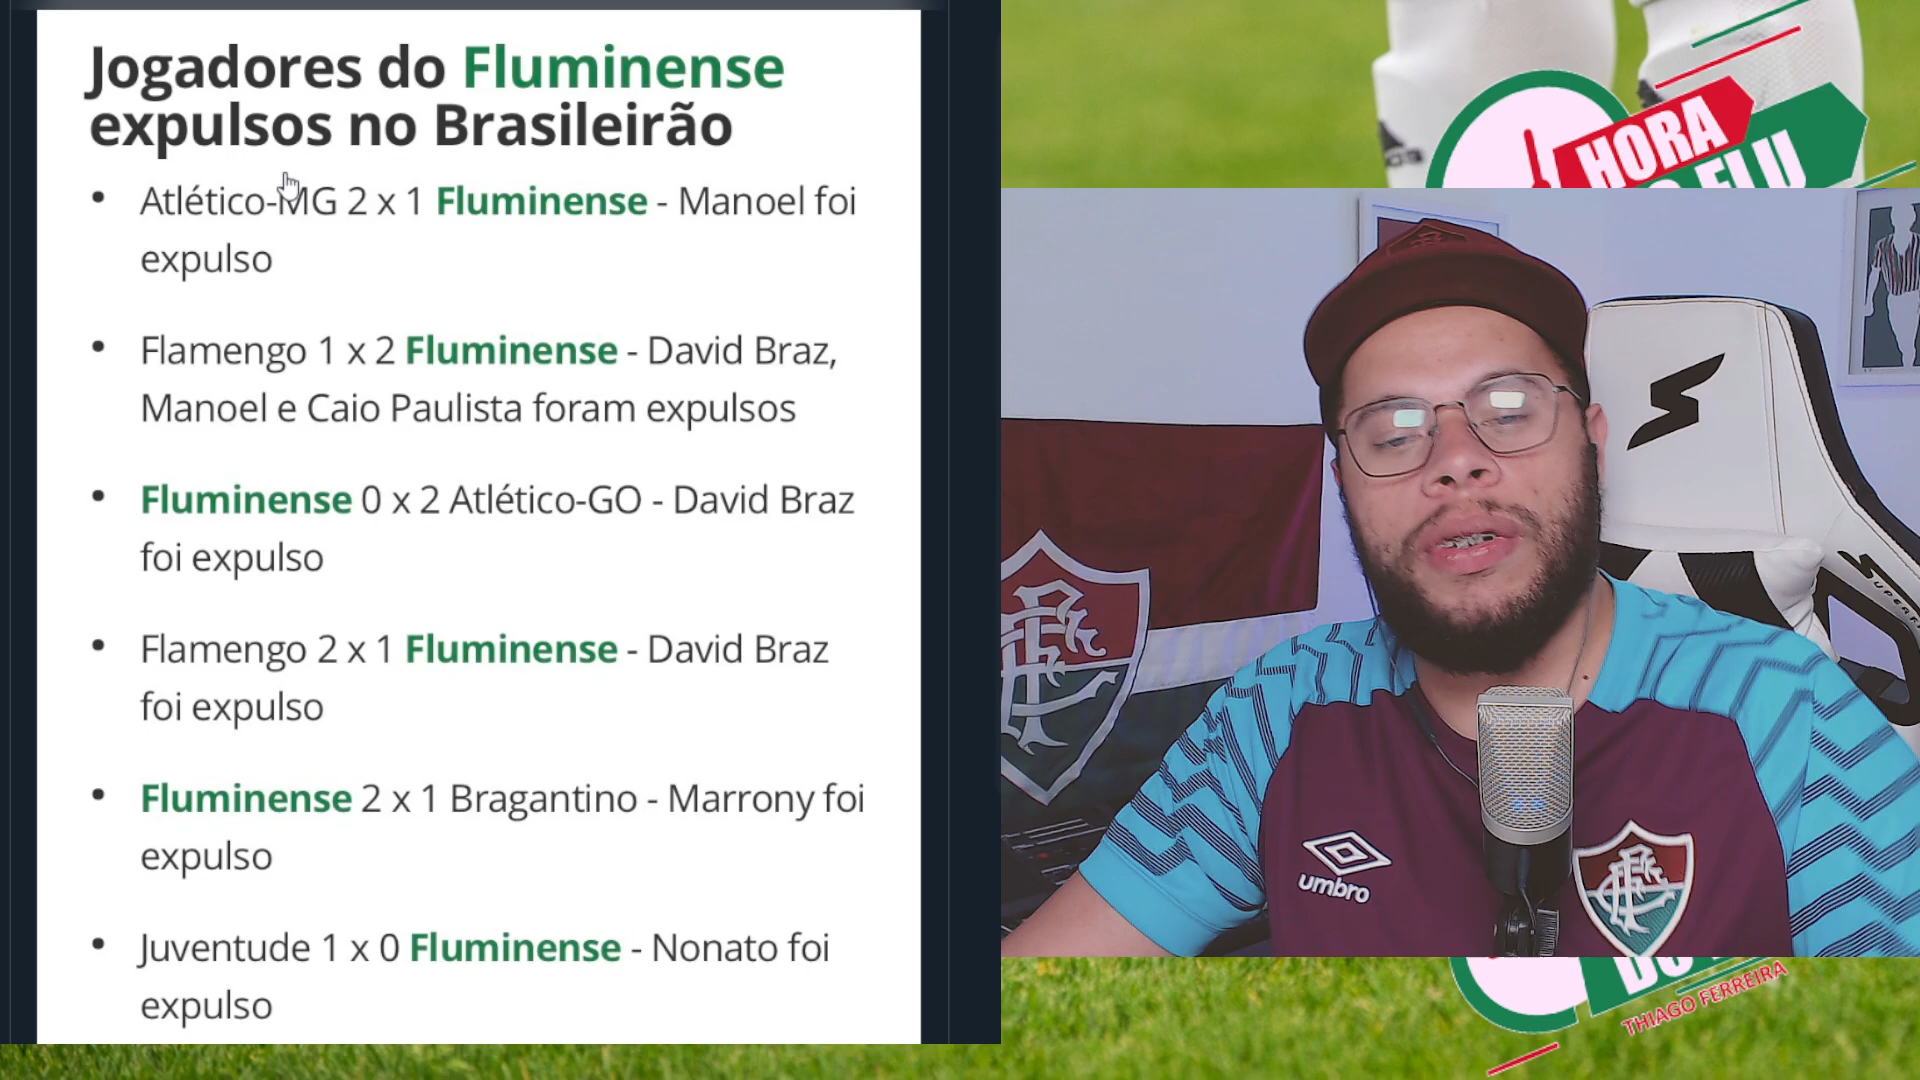 Jogadores do Fluminense
expulsos no Brasileirão
• Atlético-MG 2 x 1 Fluminense - Manoel foi
expulso
• Flamengo 1 x 2 Fluminense - David Braz,
Manoel e Caio Paulista foram expulsos
• Fluminense 0 x 2 Atlético-GO - David Braz
foi expulso
• Flamengo 2 x 1 Fluminense - David Braz
foi expulso
• Fluminense 2 x 1 Bragantino - Marrony foi
expulso
• Juventude 1 x 0 Fluminense - Nonato foi
expulso
HORA
umbro
THIAGO FERREIRA